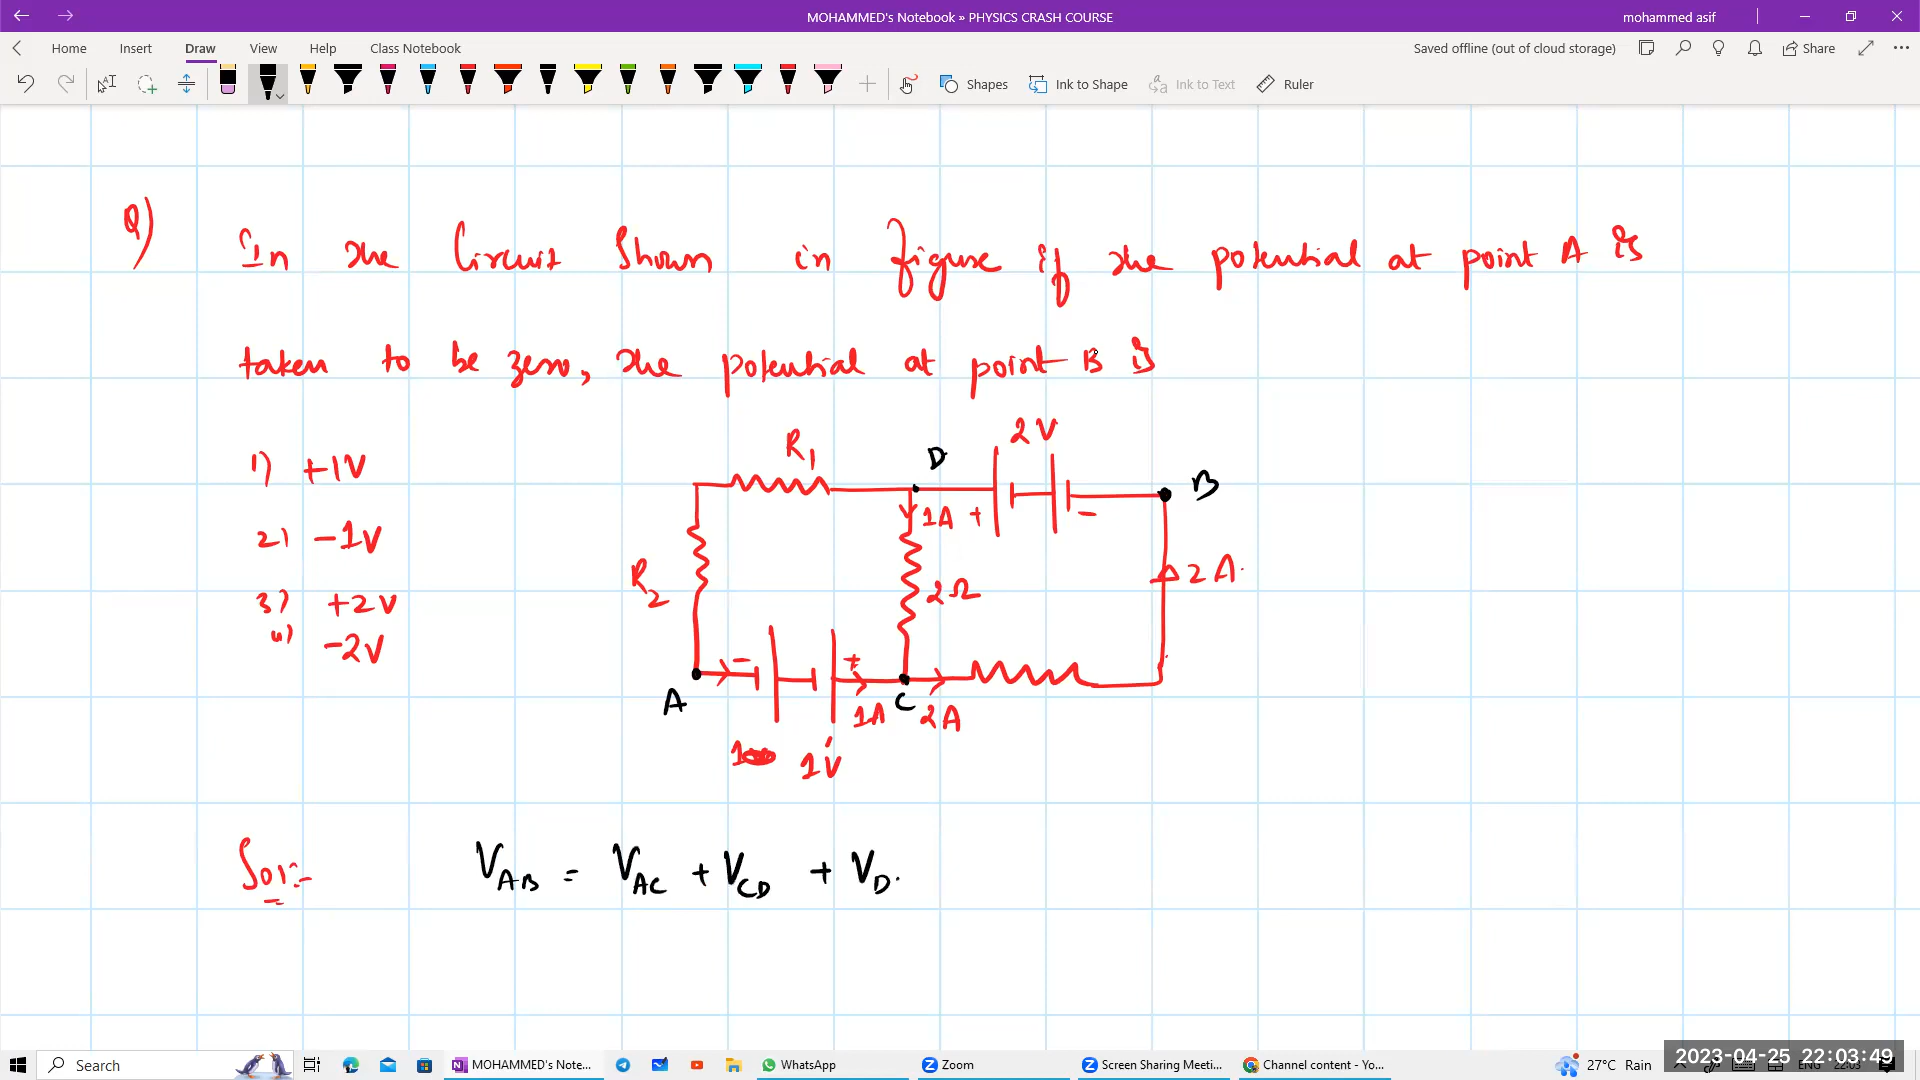 MOHAMMED's Notebook » PHYSICS CRASH COURSE
mohammed asif
Home Insert Draw View Help Class Notebook
Saved offline (out of cloud storage)
Share
Shapes Ink to Shape Ink to Text Ruler
Q) In the Circuit Shown in figure if the potential at point A is
taken to be zero, the potential at point B is
1) +1V
2) -1V
3) +2V
4) -2V
R1
D
2V
B
1A + -
R2
2Ω
2A
- +
A
C
1A 2A
1V
Sol:-
VAB = VAC + VCD + VD.
Search
MOHAMMED's Note...
WhatsApp
Zoom
Screen Sharing Meeti...
Channel content - Yo...
27°C Rain
ENG
2023-04-25 22:03:49